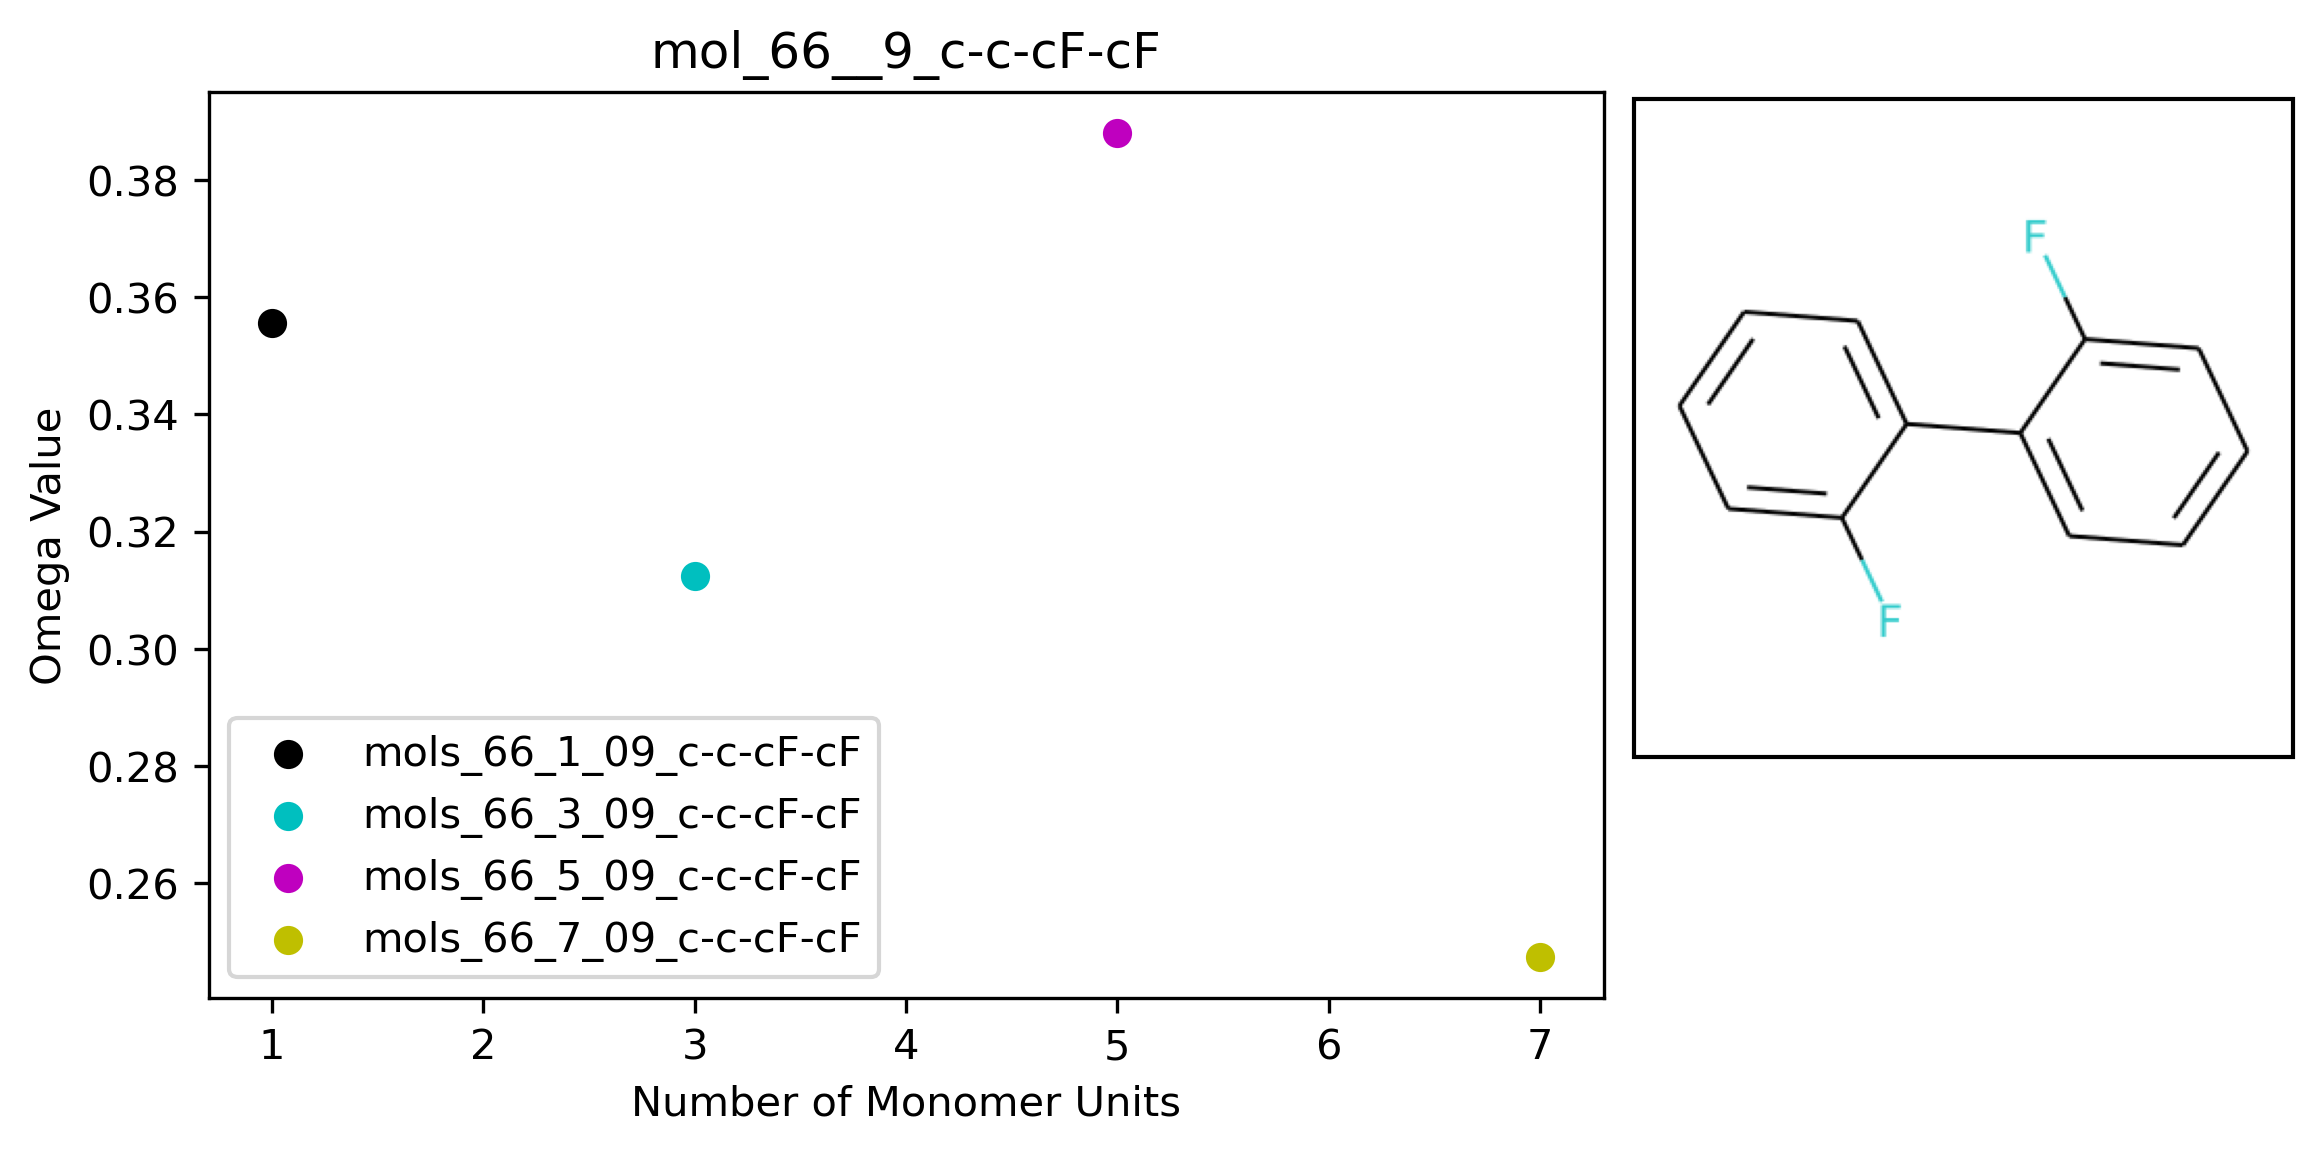 mol_66__9_c-c-cF-cF
Omega Value
0.38
0.36
0.34
0.32
0.30
0.28
0.26
mols_66_1_09_c-c-cF-cF
mols_66_3_09_c-c-cF-cF
mols_66_5_09_c-c-cF-cF
mols_66_7_09_c-c-cF-cF
1 2 3 4 5 6 7
Number of Monomer Units
F
F